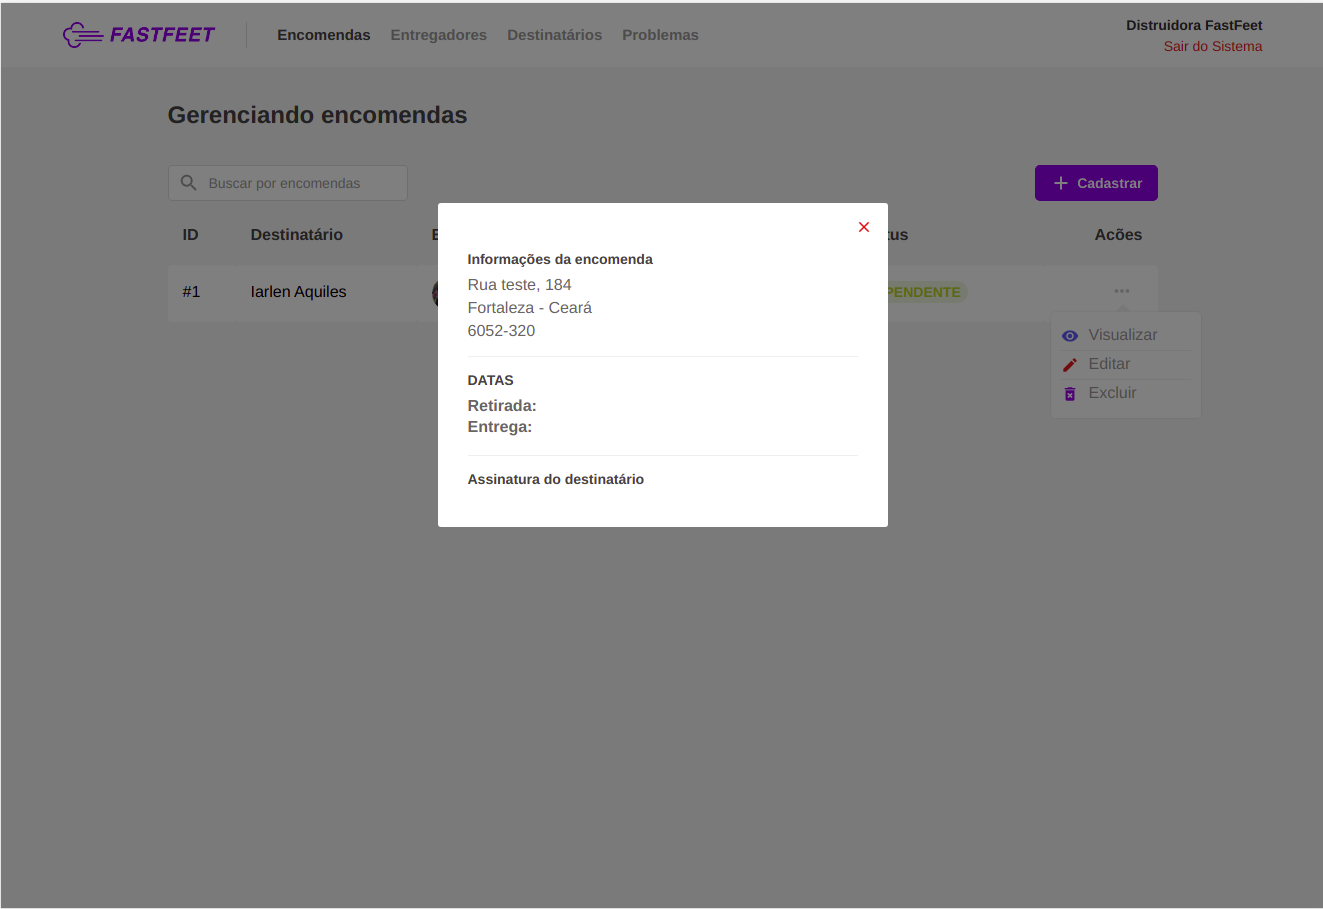 FASTFEET
Encomendas Entregadores Destinatários Problemas
Distruidora FastFeet
Sair do Sistema
Gerenciando encomendas
Buscar por encomendas
Cadastrar
ID Destinatário Acões
#1 Iarlen Aquiles PENDENTE
Visualizar
Editar
Excluir
Informações da encomenda
Rua teste, 184
Fortaleza - Ceará
6052-320
DATAS
Retirada:
Entrega:
Assinatura do destinatário